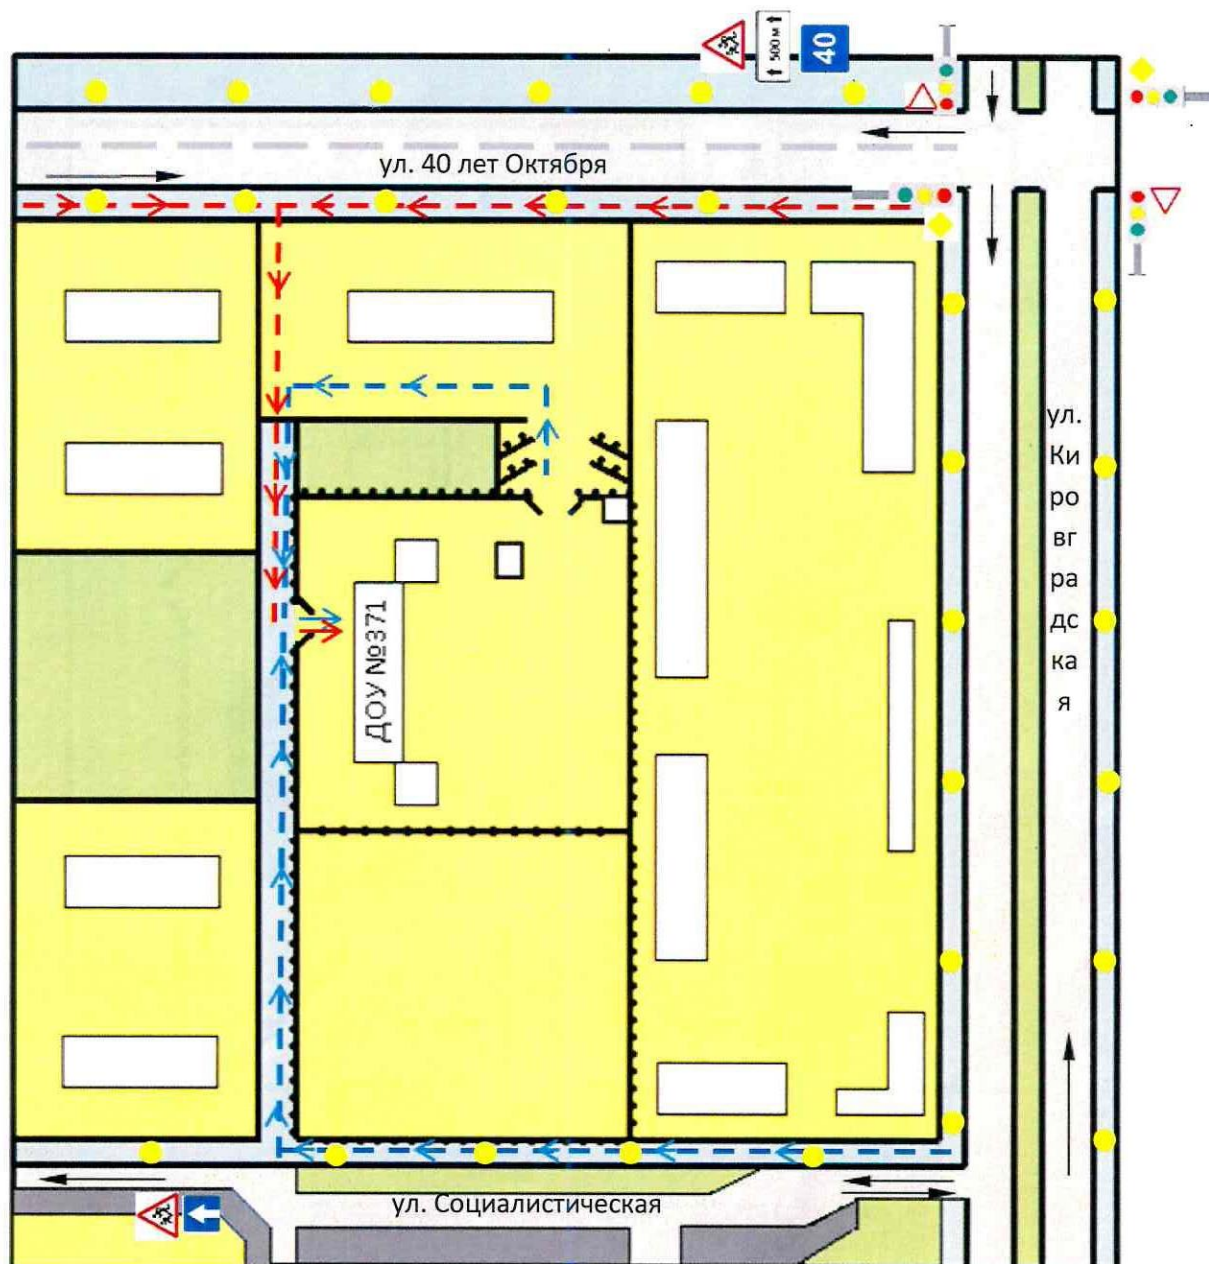 500 м
40
ул. 40 лет Октября
ул.
Ки
ро
вг
ра
дс
ка
я
ДОУ №371
ул. Социалистическая